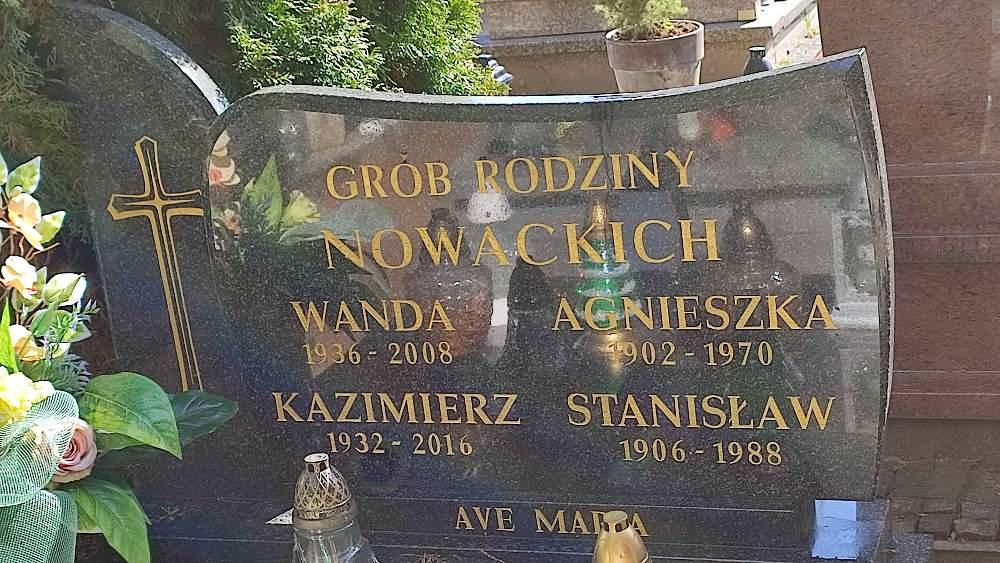 GRÓB RODZINY
NOWACKICH
WANDA
1936 - 2008
AGNIESZKA
1902 - 1970
KAZIMIERZ
1932 - 2016
STANISŁAW
1906 - 1988
AVE MARIA